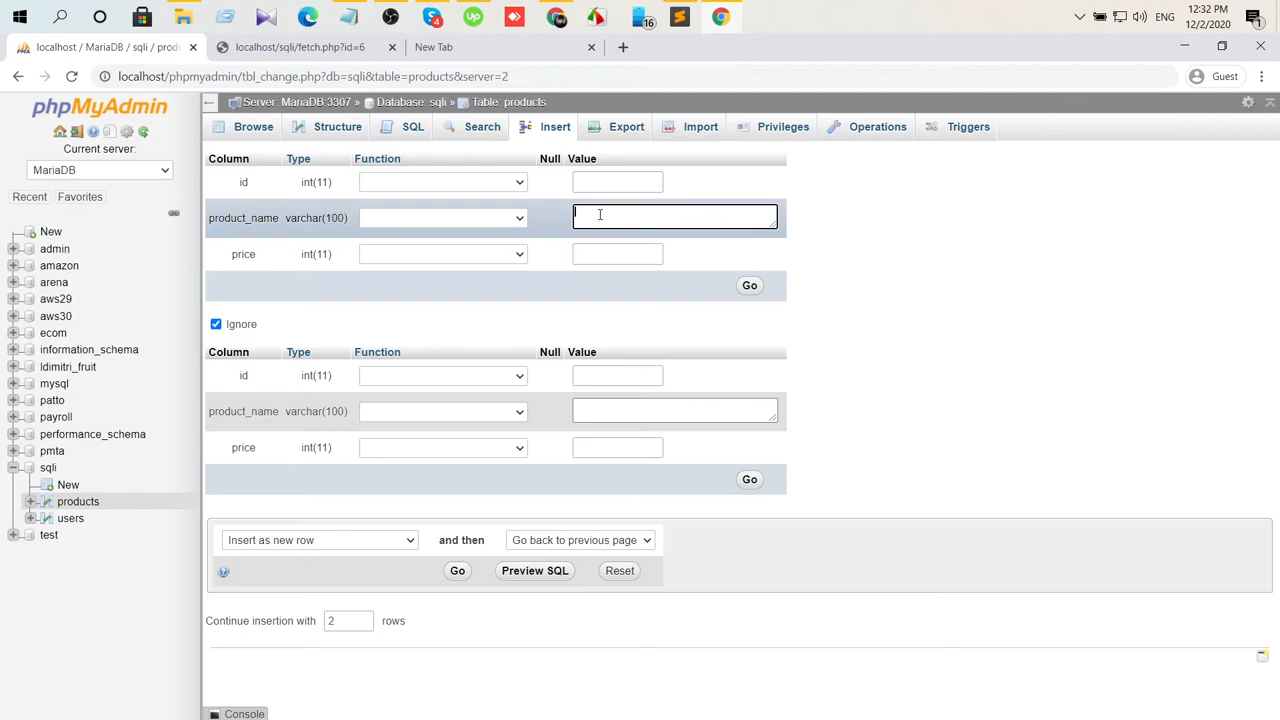 12:32 PM
ENG
12/2/2020
16
1
localhost / MariaDB / sqli / produ
localhost/sqli/fetch.php?id=6
New Tab
localhost/phpmyadmin/tbl_change.php?db=sqli&table=products&server=2
Guest
phpMyAdmin
Current server:
MariaDB
Recent Favorites
New
admin
amazon
arena
aws29
aws30
ecom
information_schema
ldimitri_fruit
mysql
patto
payroll
performance_schema
pmta
sqli
New
products
users
test
Server: MariaDB:3307 » Database: sqli » Table: products
Browse Structure SQL Search Insert Export Import Privileges Operations Triggers
Column Type Function Null Value
id int(11)
product_name varchar(100)
price int(11)
Go
Ignore
Column Type Function Null Value
id int(11)
product_name varchar(100)
price int(11)
Go
Insert as new row and then Go back to previous page
Go Preview SQL Reset
Continue insertion with 2 rows
Console